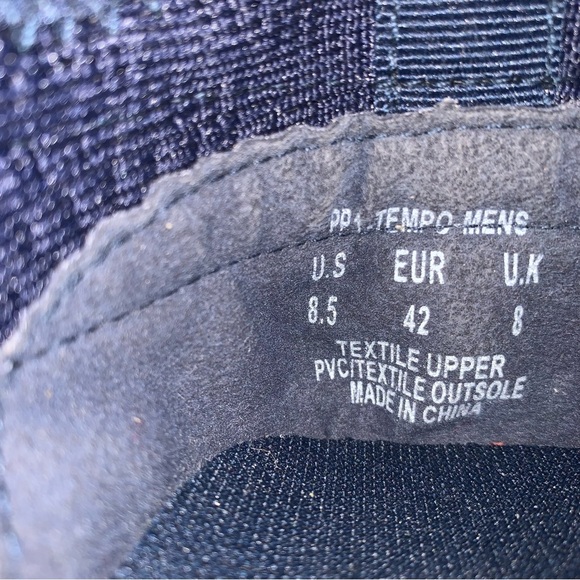 PP1-TEMPO-MENS
U.S EUR U.K
8.5 42 8
TEXTILE UPPER
PVC/TEXTILE OUTSOLE
MADE IN CHINA